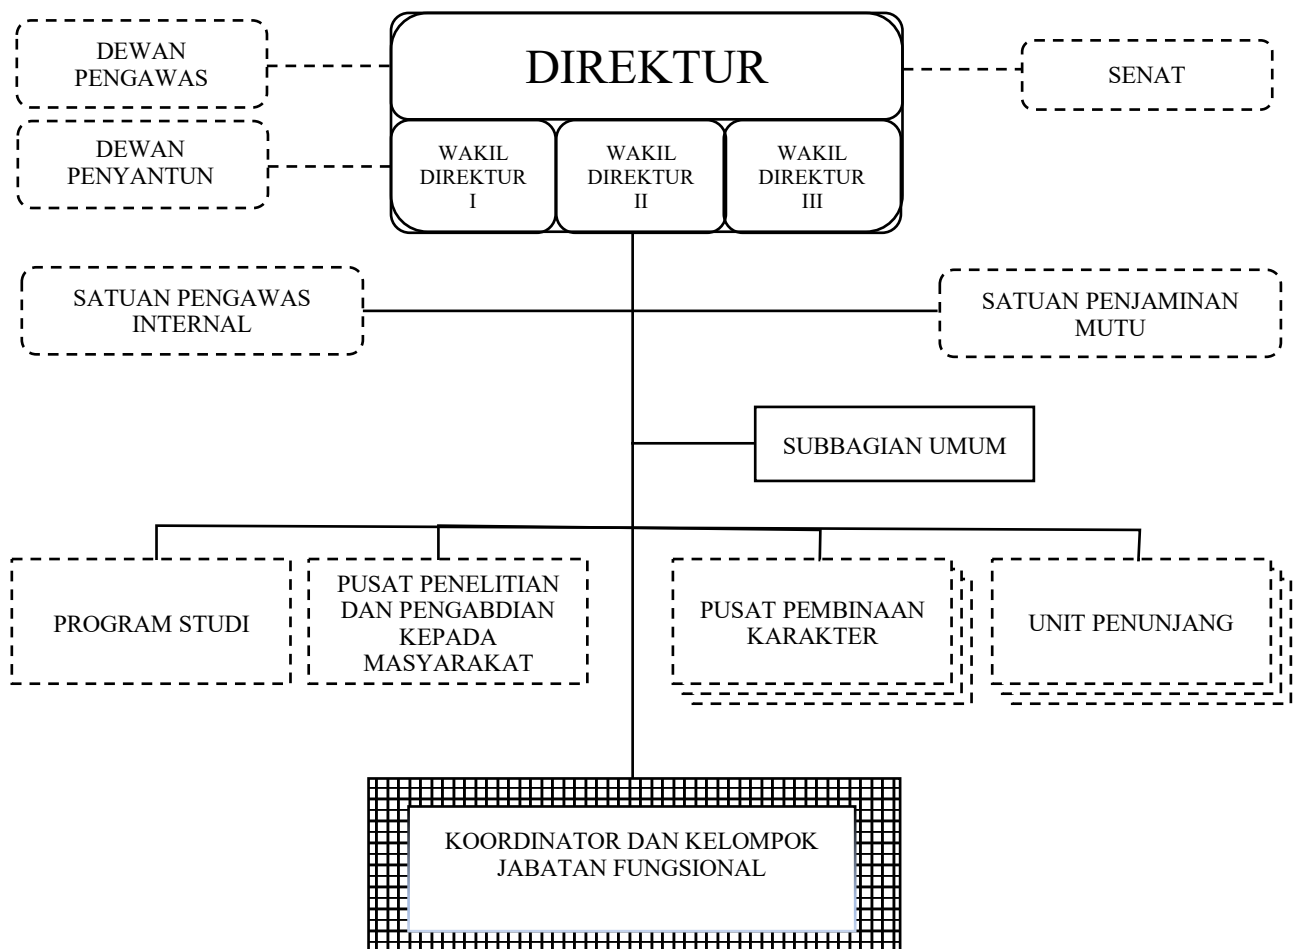 DEWAN
PENGAWAS
DIREKTUR
SENAT
DEWAN
PENYANTUN
WAKIL
DIREKTUR
I
WAKIL
DIREKTUR
II
WAKIL
DIREKTUR
III
SATUAN PENGAWAS
INTERNAL
SATUAN PENJAMINAN
MUTU
SUBBAGIAN UMUM
PROGRAM STUDI
PUSAT PENELITIAN
DAN PENGABDIAN
KEPADA
MASYARAKAT
PUSAT PEMBINAAN
KARAKTER
UNIT PENUNJANG
KOORDINATOR DAN KELOMPOK
JABATAN FUNGSIONAL